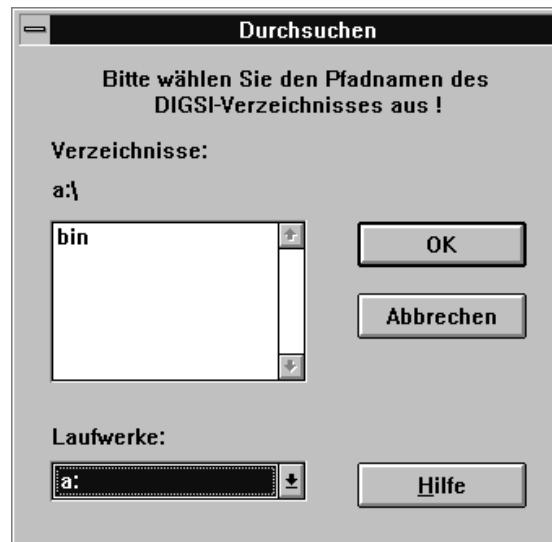 Durchsuchen
Bitte wählen Sie den Pfadnamen des
DIGSI-Verzeichnisses aus !
Verzeichnisse:
a:\
bin
OK
Abbrechen
Laufwerke:
a:
Hilfe